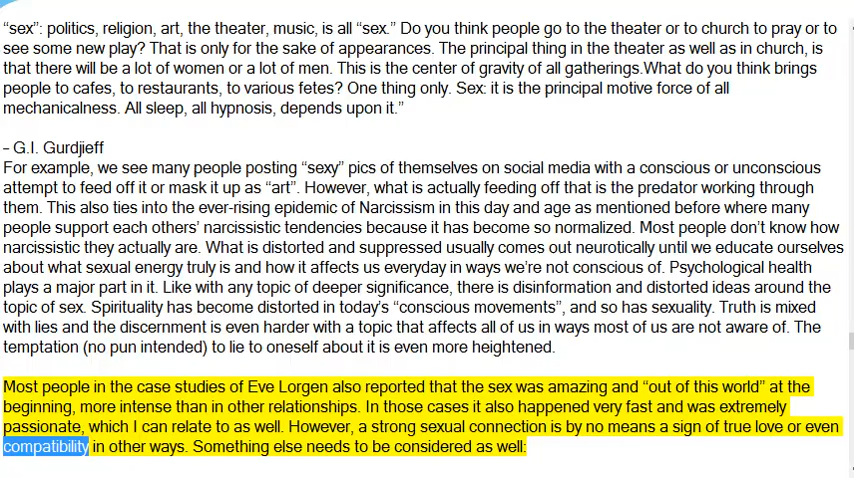 “sex”: politics, religion, art, the theater, music, is all “sex.” Do you think people go to the theater or to church to pray or to
see some new play? That is only for the sake of appearances. The principal thing in the theater as well as in church, is
that there will be a lot of women or a lot of men. This is the center of gravity of all gatherings.What do you think brings
people to cafes, to restaurants, to various fetes? One thing only. Sex: it is the principal motive force of all
mechanicalness. All sleep, all hypnosis, depends upon it.”
– G.I. Gurdjieff
For example, we see many people posting “sexy” pics of themselves on social media with a conscious or unconscious
attempt to feed off it or mask it up as “art”. However, what is actually feeding off that is the predator working through
them. This also ties into the ever-rising epidemic of Narcissism in this day and age as mentioned before where many
people support each others’ narcissistic tendencies because it has become so normalized. Most people don’t know how
narcissistic they actually are. What is distorted and suppressed usually comes out neurotically until we educate ourselves
about what sexual energy truly is and how it affects us everyday in ways we’re not conscious of. Psychological health
plays a major part in it. Like with any topic of deeper significance, there is disinformation and distorted ideas around the
topic of sex. Spirituality has become distorted in today’s “conscious movements”, and so has sexuality. Truth is mixed
with lies and the discernment is even harder with a topic that affects all of us in ways most of us are not aware of. The
temptation (no pun intended) to lie to oneself about it is even more heightened.
Most people in the case studies of Eve Lorgen also reported that the sex was amazing and “out of this world” at the
beginning, more intense than in other relationships. In those cases it also happened very fast and was extremely
passionate, which I can relate to as well. However, a strong sexual connection is by no means a sign of true love or even
compatibility in other ways. Something else needs to be considered as well: